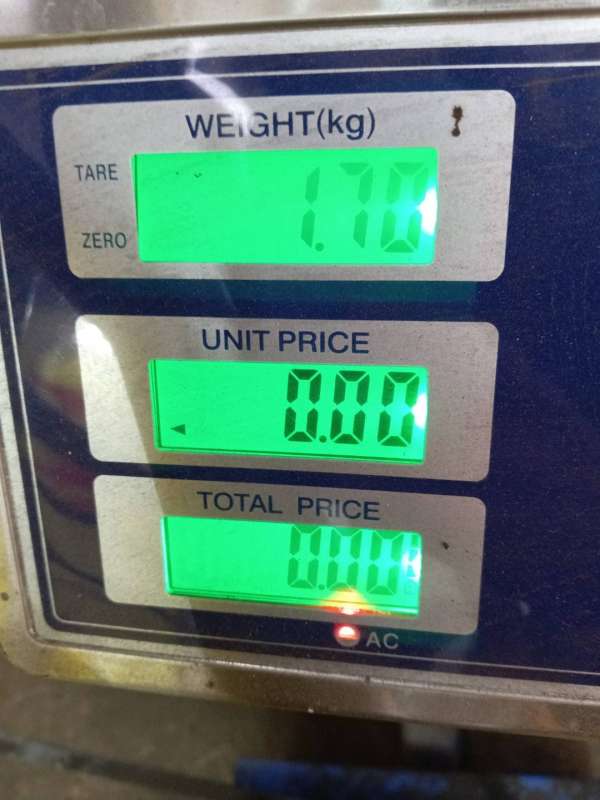 WEIGHT(kg)
TARE
1.70
ZERO
UNIT PRICE
0.00
TOTAL PRICE
0.00
AC